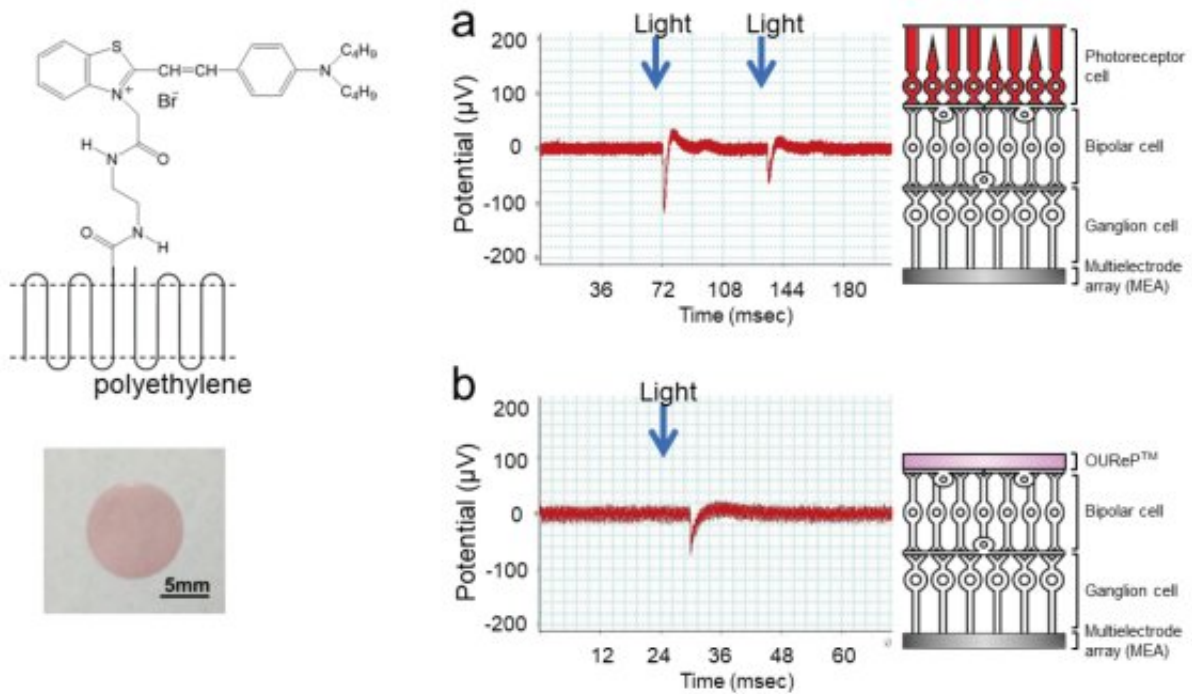 S
CH=CH
N
C₄H₉
C₄H₉
N⁺
Br⁻
H
N
O
O
N
H
polyethylene
5mm
a
Light
Light
200
100
0
-100
-200
Potential (µV)
36
72
108
144
180
Time (msec)
Photoreceptor
cell
Bipolar cell
Ganglion cell
Multielectrode
array (MEA)
b
Light
200
100
0
-100
-200
Potential (µV)
12
24
36
48
60
Time (msec)
OUReP™
Bipolar cell
Ganglion cell
Multielectrode
array (MEA)